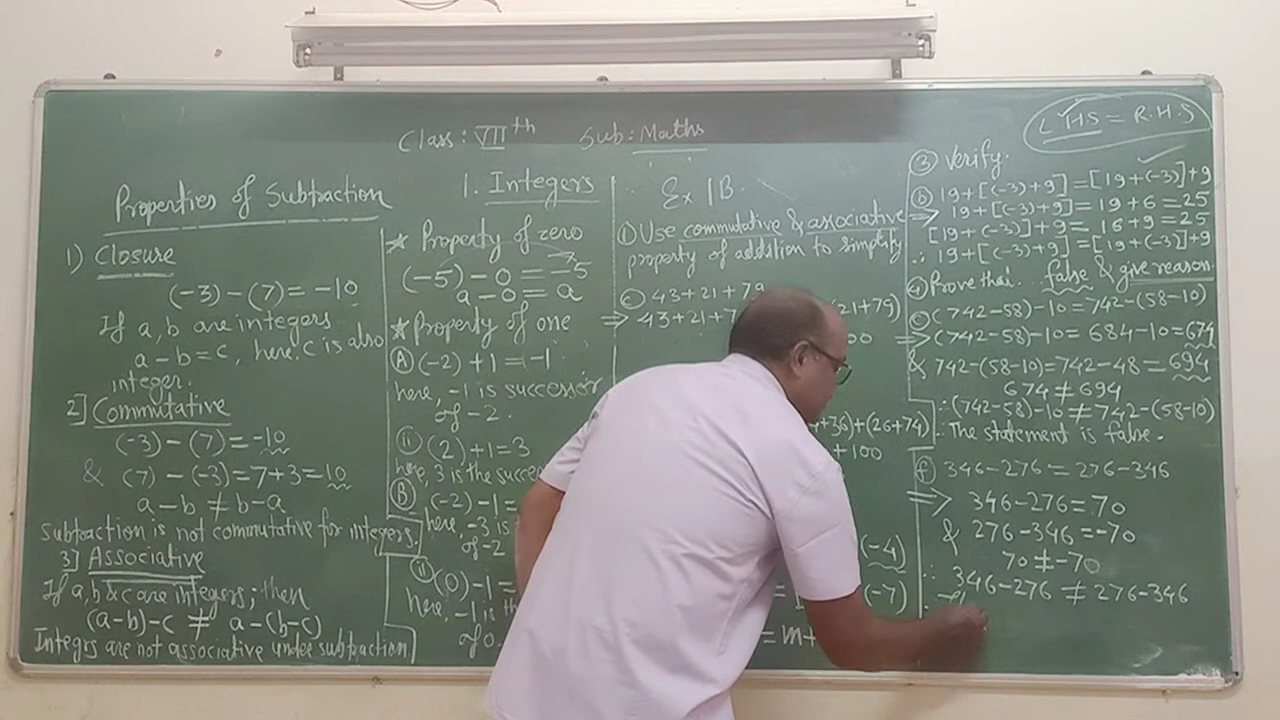 Class: VIIth Sub: Maths
1. Integers
Properties of Subtraction
1) Closure
(-3)-(7)= -10
If a, b are integers
a-b=c, here. c is also
integer.
2] Commutative
(-3)-(7)=-10
& (7)-(-3)=7+3=10
a-b ≠ b-a
Subtraction is not commutative for integers.
3] Associative
If a, b & c are integers; then
(a-b)-c ≠ a-(b-c)
Integrs are not associative under subtraction
★ Property of zero
(-5)-0=-5
a-0=a
★ Property of one
(A) (-2)+1=-1
here, -1 is successor
of -2.
(ii) (2)+1=3
here, 3 is the succe
(B) (-2)-1=
here, -3 is
of -2
(ii) (0)-1=
here, -1 is th
of 0.
Ex 1B.
(1) Use commutative & associative
property of addition to simplify
(c) 43+21+79
⇒ 43+21+7 (21+79)
00
+36)+(26+74)
+100
(-4)
(-7)
= m+
LHS = R.H.S
(3) Verify.
(b) 19+[(-3)+9]=[19+(-3)]+9
⇒ 19+[(-3)+9]=19+6=25
[19+(-3)]+9=16+9=25
∴ 19+[(-3)+9]=[19+(-3)]+9
(4) Prove that. false & give reason.
(c) (742-58)-10=742-(58-10)
⇒ (742-58)-10=684-10=674
& 742-(58-10)=742-48=694
674≠694
∴(742-58)-10≠742-(58-10)
∴ The statement is false.
(f) 346-276=276-346
⇒ 346-276=70
& 276-346=-70
70≠-70
∴ 346-276≠276-346